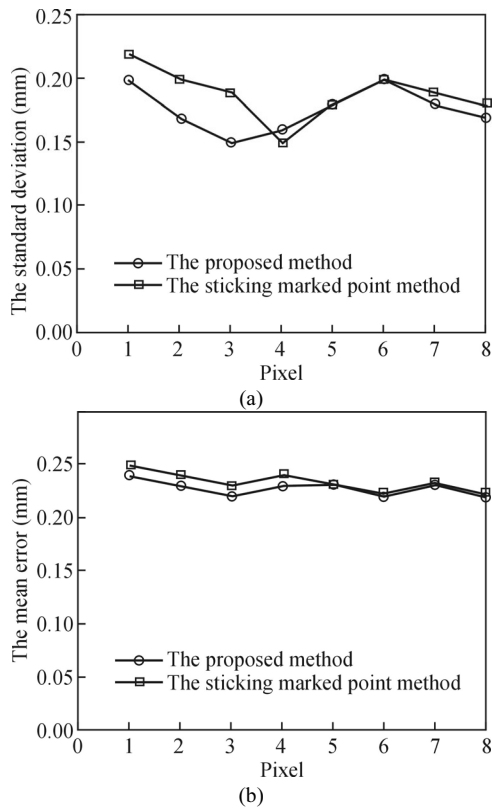 The standard deviation (mm)
0.25
0.20
0.15
0.10
0.05
0.00
The proposed method
The sticking marked point method
0 1 2 3 4 5 6 7 8
Pixel
(a)
The mean error (mm)
0.25
0.20
0.15
0.10
0.05
0.00
The proposed method
The sticking marked point method
0 1 2 3 4 5 6 7 8
Pixel
(b)